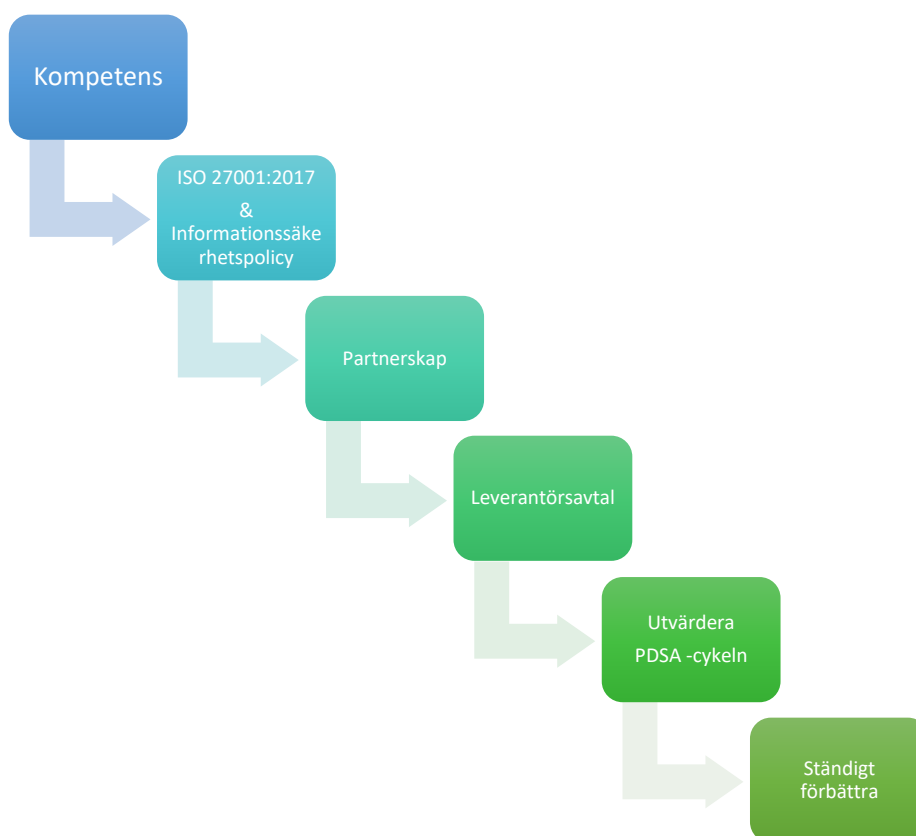 Kompetens
ISO 27001:2017
&
Informationssäke
rhetspolicy
Partnerskap
Leverantörsavtal
Utvärdera
PDSA -cykeln
Ständigt
förbättra